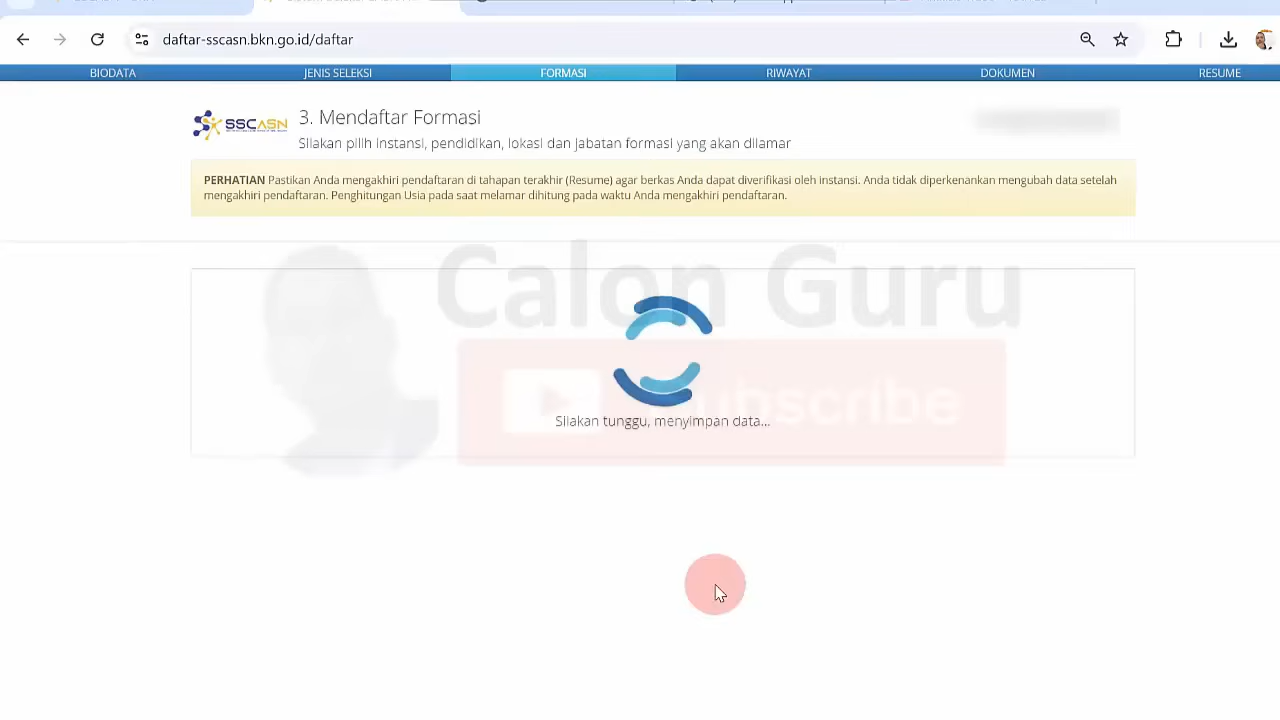 daftar-sscasn.bkn.go.id/daftar
BIODATA JENIS SELEKSI FORMASI RIWAYAT DOKUMEN RESUME
SSCASN
3. Mendaftar Formasi
Silakan pilih instansi, pendidikan, lokasi dan jabatan formasi yang akan dilamar
PERHATIAN Pastikan Anda mengakhiri pendaftaran di tahapan terakhir (Resume) agar berkas Anda dapat diverifikasi oleh instansi. Anda tidak diperkenankan mengubah data setelah
mengakhiri pendaftaran. Penghitungan Usia pada saat melamar dihitung pada waktu Anda mengakhiri pendaftaran.
Calon Guru
Subscribe
Silakan tunggu, menyimpan data...